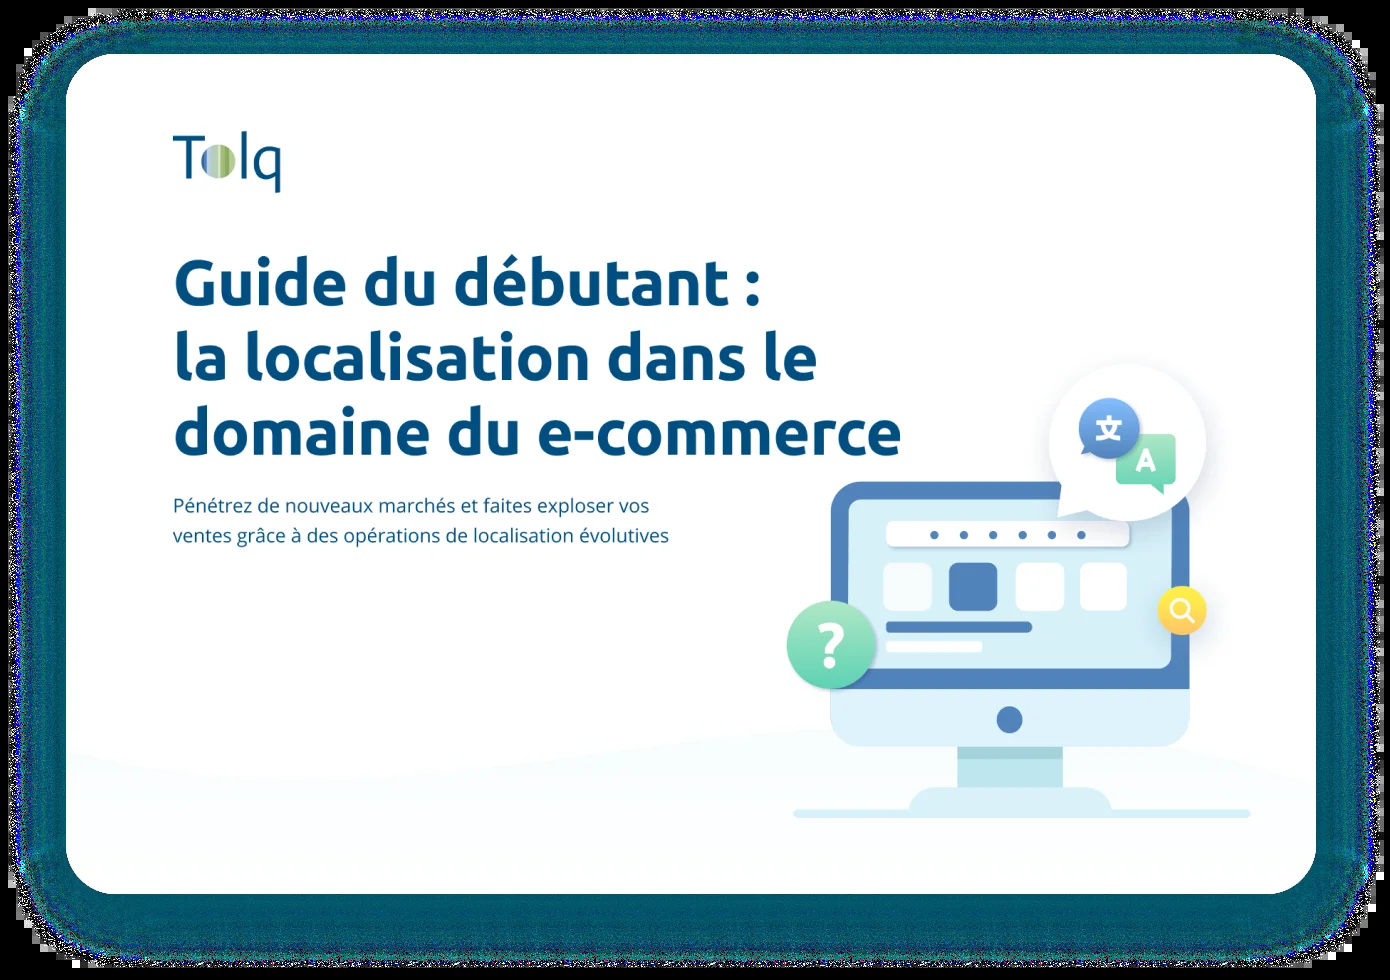 Tolq
Guide du débutant :
la localisation dans le
domaine du e-commerce
Pénétrez de nouveaux marchés et faites exploser vos
ventes grâce à des opérations de localisation évolutives
文
A
?